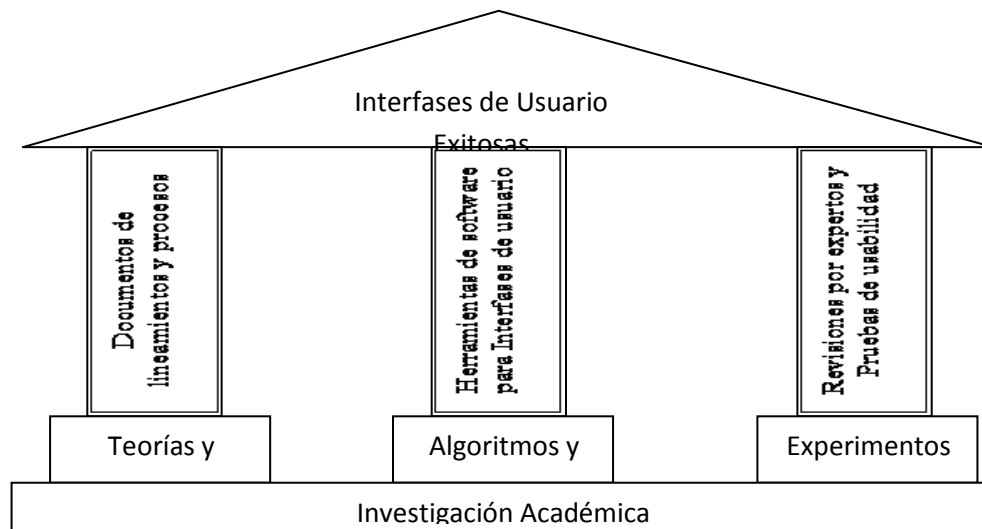 Interfases de Usuario
Exitosas
Documentos de
lineamientos y procesos
Herramientas de software
para Interfases de usuario
Revisiones por expertos y
Pruebas de usabilidad
Teorías y
Algoritmos y
Experimentos
Investigación Académica